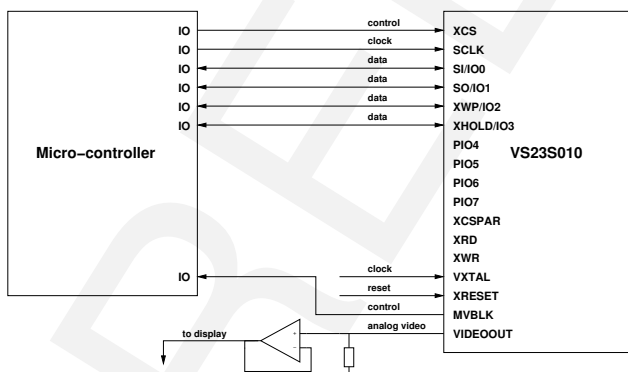 control
IO XCS
clock
IO SCLK
data
IO SI/IO0
data
IO SO/IO1
data
IO XWP/IO2
data
IO XHOLD/IO3
PIO4
Micro-controller VS23S010
PIO5
PIO6
PIO7
XCSPAR
XRD
XWR
clock
IO VXTAL
reset
XRESET
control
MVBLK
analog video
to display + VIDEOOUT
−